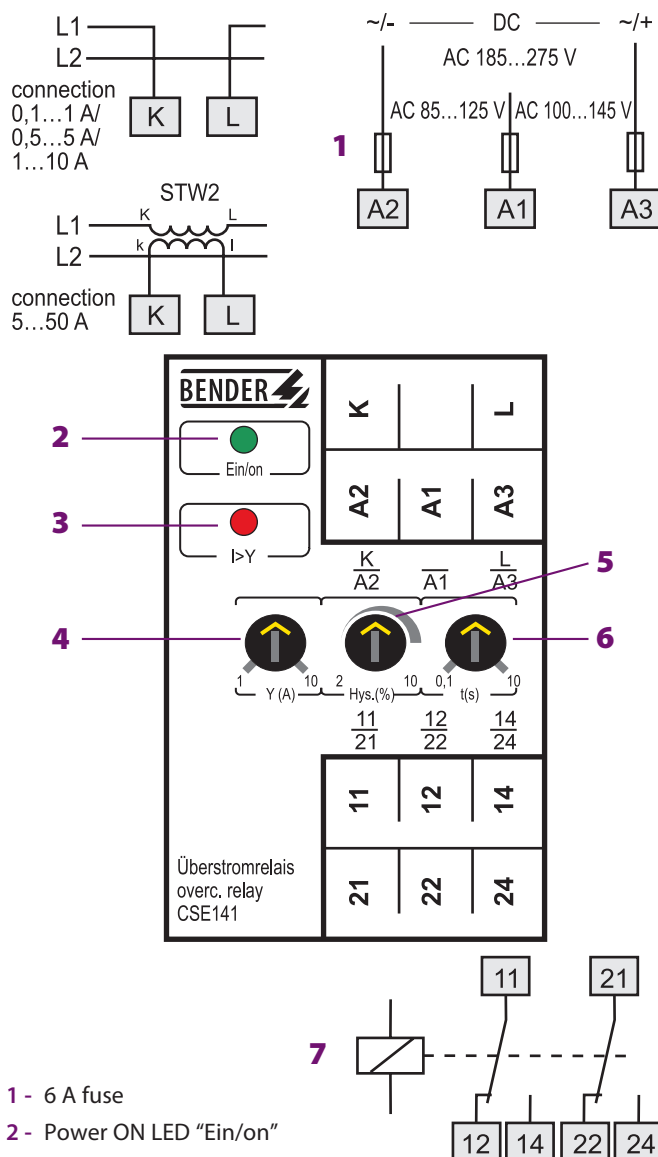 L1
L2
connection
0,1...1 A/
0,5...5 A/
1...10 A
K L
STW2
K L
L1
k l
L2
connection
5...50 A
K L
~/- DC ~/+
AC 185...275 V
AC 85...125 V AC 100...145 V
1
A2 A1 A3
BENDER
2
Ein/on
3
I>Y
K L
A2 A1 A3
K L
A2 A1 A3
5
4
6
1 10
Y (A)
2 10
Hys.(%)
0,1 10
t(s)
11 12 14
21 22 24
11 12 14
21 22 24
Überstromrelais
overc. relay
CSE141
11 21
7
12 14 22 24
1 - 6 A fuse
2 - Power ON LED “Ein/on”